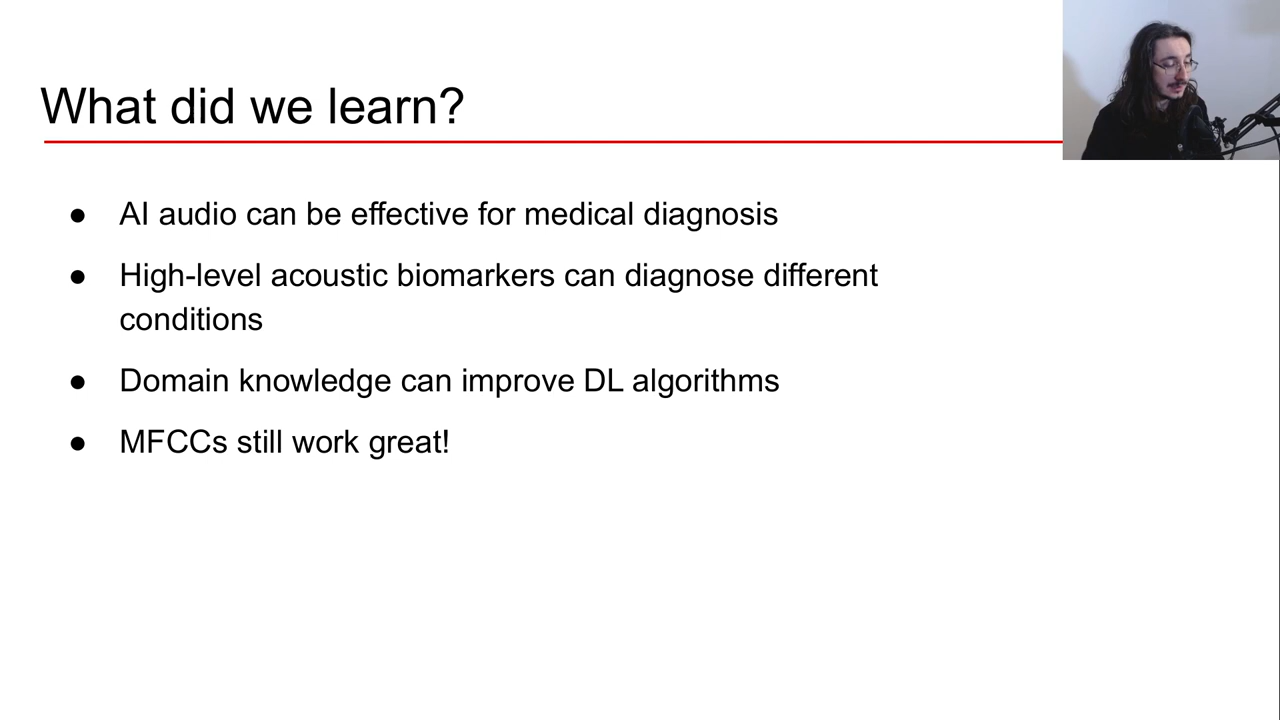 What did we learn?
● AI audio can be effective for medical diagnosis
● High-level acoustic biomarkers can diagnose different
conditions
● Domain knowledge can improve DL algorithms
● MFCCs still work great!